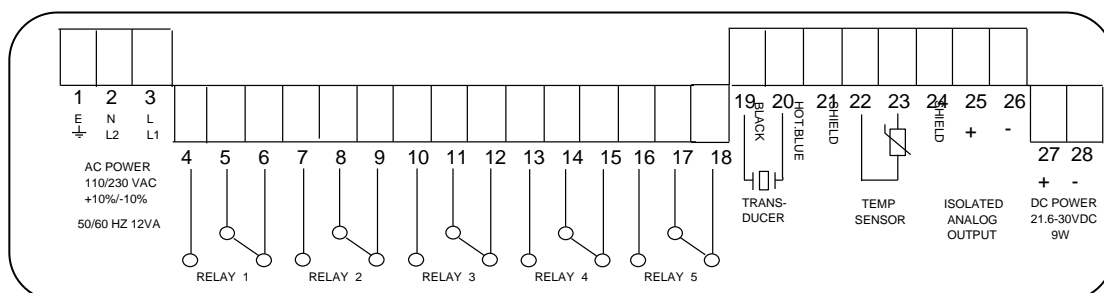 1 2 3
E N L
L2 L1
AC POWER
110/230 VAC
+10%/-10%
50/60 HZ 12VA
4 5 6 7 8 9 10 11 12 13 14 15 16 17 18
RELAY 1 RELAY 2 RELAY 3 RELAY 4 RELAY 5
19 20 21 22 23 24 25 26
BLACK
HOT.BLUE
SHIELD
SHIELD
+ -
TRANS-
DUCER
TEMP
SENSOR
ISOLATED
ANALOG
OUTPUT
27 28
+ -
DC POWER
21.6-30VDC
9W